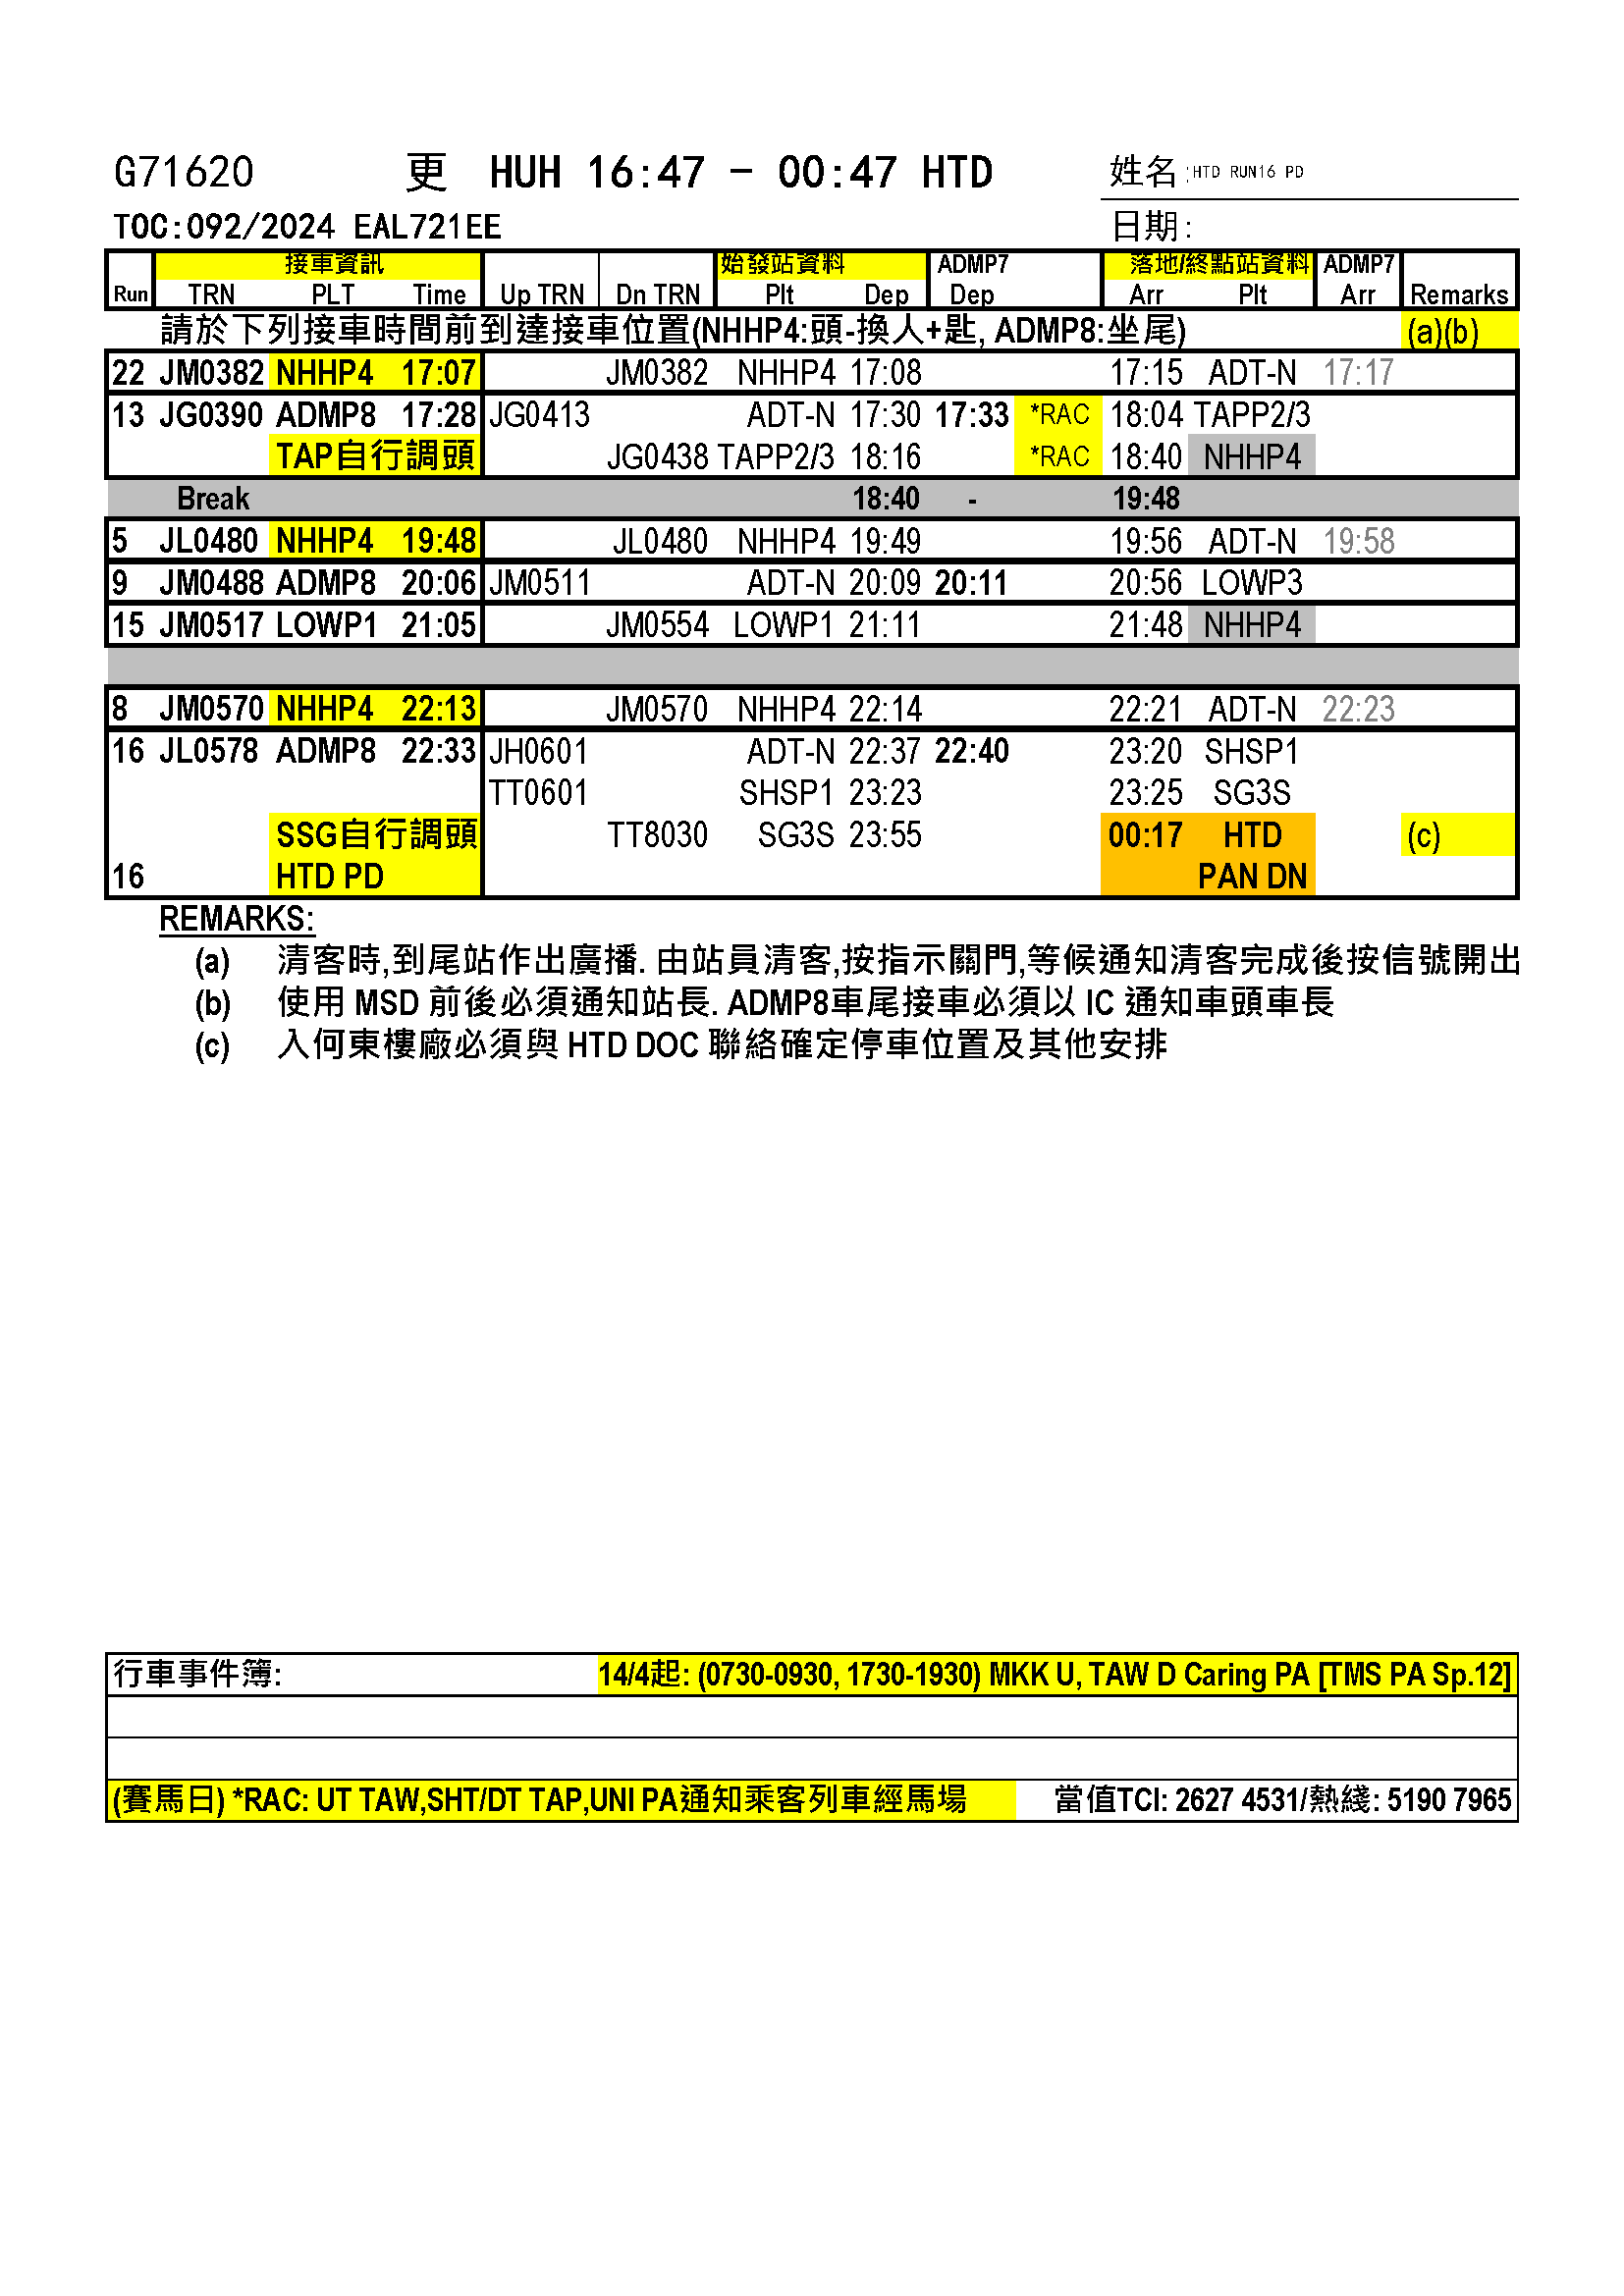 G71620 更 HUH 16:47 - 00:47 HTD 姓名:HTD RUN16 PD
TOC:092/2024 EAL721EE 日期:
接車資訊 始發站資料 ADMP7 落地/終點站資料 ADMP7
Run TRN PLT Time Up TRN Dn TRN Plt Dep Dep Arr Plt Arr Remarks
請於下列接車時間前到達接車位置(NHHP4:頭-換人+匙, ADMP8:坐尾) (a)(b)
22 JM0382 NHHP4 17:07 JM0382 NHHP4 17:08 17:15 ADT-N 17:17
13 JG0390 ADMP8 17:28 JG0413 ADT-N 17:30 17:33 *RAC 18:04 TAPP2/3
TAP自行調頭 JG0438 TAPP2/3 18:16 *RAC 18:40 NHHP4
Break 18:40 - 19:48
5 JL0480 NHHP4 19:48 JL0480 NHHP4 19:49 19:56 ADT-N 19:58
9 JM0488 ADMP8 20:06 JM0511 ADT-N 20:09 20:11 20:56 LOWP3
15 JM0517 LOWP1 21:05 JM0554 LOWP1 21:11 21:48 NHHP4
8 JM0570 NHHP4 22:13 JM0570 NHHP4 22:14 22:21 ADT-N 22:23
16 JL0578 ADMP8 22:33 JH0601 ADT-N 22:37 22:40 23:20 SHSP1
TT0601 SHSP1 23:23 23:25 SG3S
SSG自行調頭 TT8030 SG3S 23:55 00:17 HTD (c)
16 HTD PD PAN DN
REMARKS:
(a) 清客時,到尾站作出廣播. 由站員清客,按指示關門,等候通知清客完成後按信號開出
(b) 使用 MSD 前後必須通知站長. ADMP8車尾接車必須以 IC 通知車頭車長
(c) 入何東樓廠必須與 HTD DOC 聯絡確定停車位置及其他安排
行車事件簿: 14/4起: (0730-0930, 1730-1930) MKK U, TAW D Caring PA [TMS PA Sp.12]
(賽馬日) *RAC: UT TAW,SHT/DT TAP,UNI PA通知乘客列車經馬場 當值TCI: 2627 4531/熱綫: 5190 7965